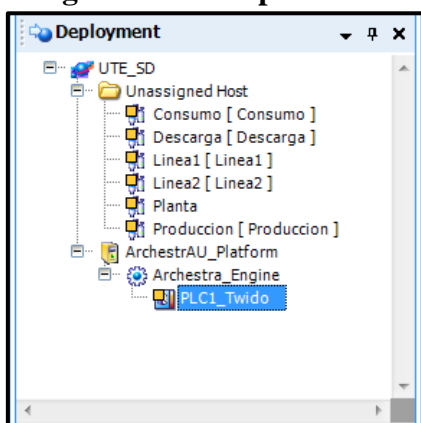 Deployment
UTE_SD
Unassigned Host
Consumo [ Consumo ]
Descarga [ Descarga ]
Linea1 [ Linea1 ]
Linea2 [ Linea2 ]
Planta
Produccion [ Produccion ]
ArchestrAU_Platform
Archestra_Engine
PLC1_Twido